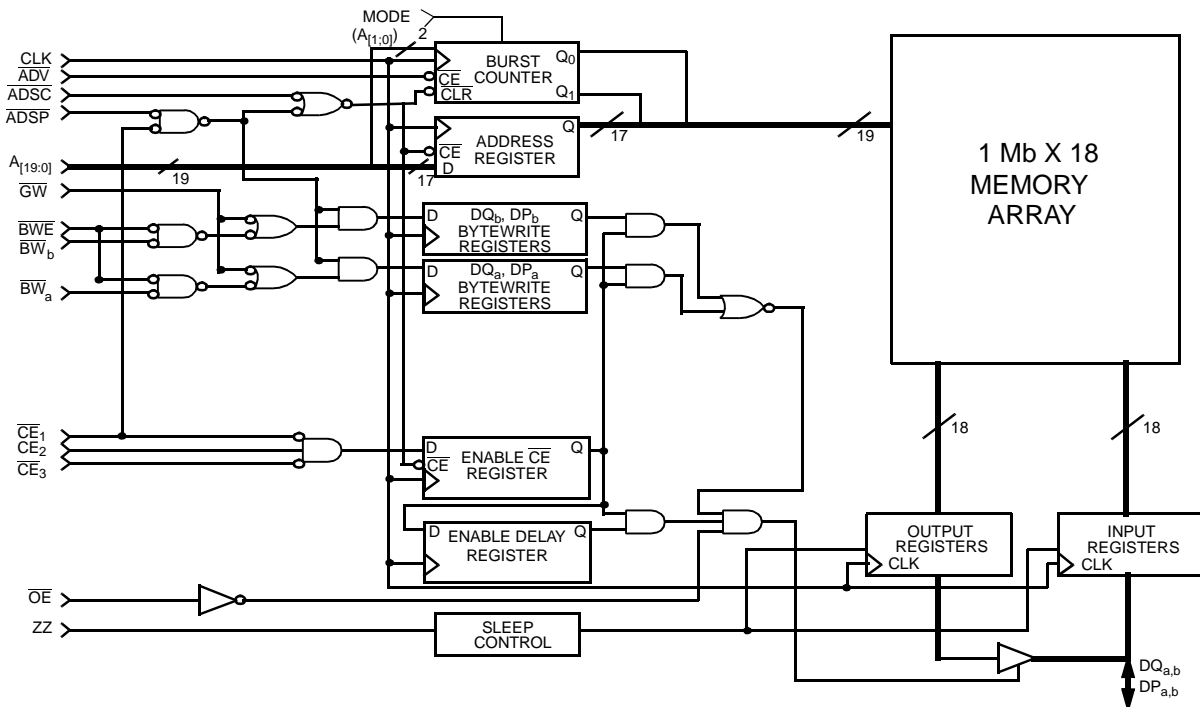 MODE
(A[1;0])
2
CLK
ADV
ADSC
ADSP
A[19:0]
GW
BWE
BWb
BWa
CE1
CE2
CE3
OE
ZZ
BURST
COUNTER
CE
CLR
Q0
Q1
ADDRESS
REGISTER
CE
D
Q
17
19
19
17
D
DQb, DPb
BYTEWRITE
REGISTERS
Q
D
DQa, DPa
BYTEWRITE
REGISTERS
Q
D
CE
ENABLE CE
REGISTER
Q
D
ENABLE DELAY
REGISTER
Q
SLEEP
CONTROL
1 Mb X 18
MEMORY
ARRAY
18
18
OUTPUT
REGISTERS
CLK
INPUT
REGISTERS
CLK
DQa,b
DPa,b